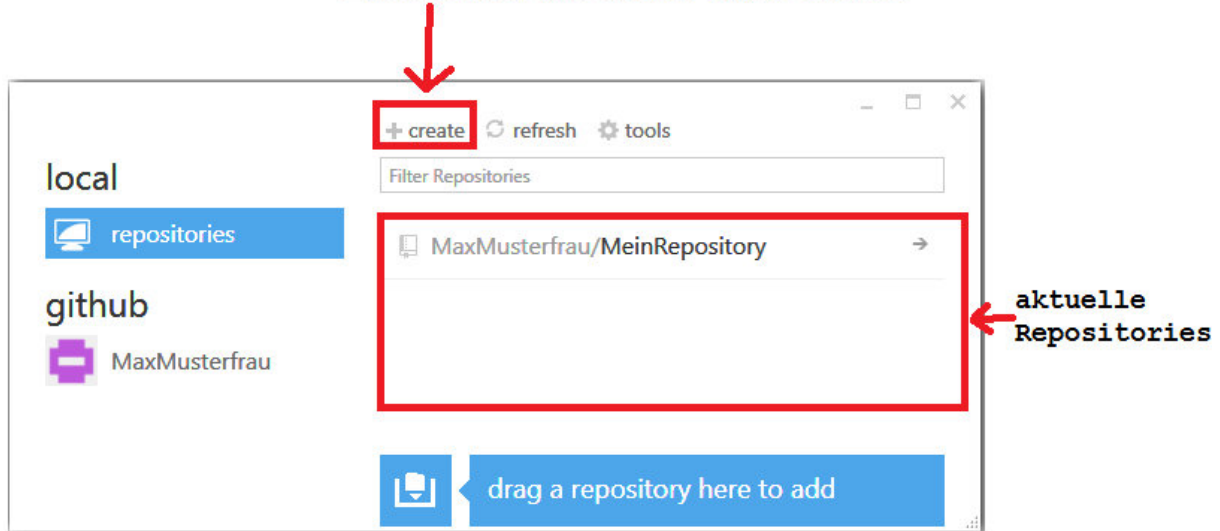 + create refresh tools
local
Filter Repositories
repositories
MaxMusterfrau/MeinRepository
github
MaxMusterfrau
aktuelle
Repositories
drag a repository here to add